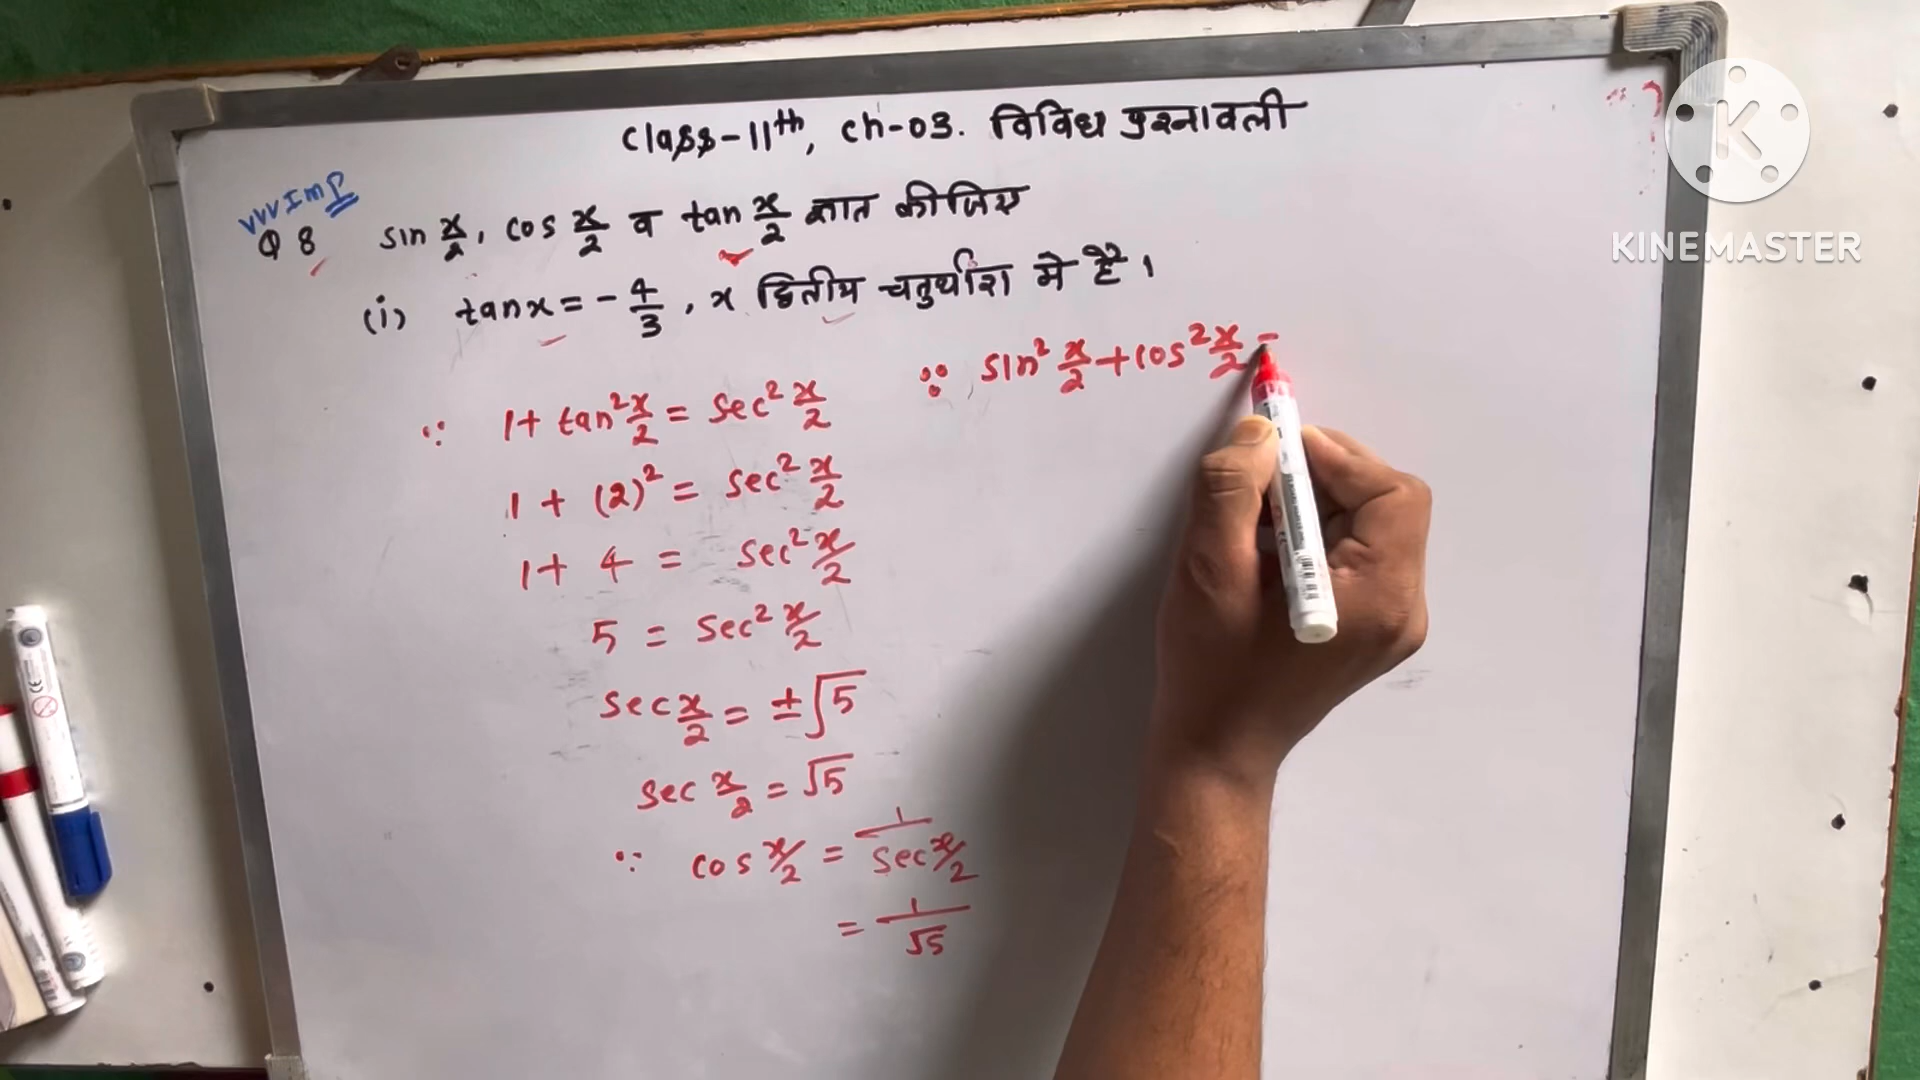 Class-11th, Ch-03. विविध प्रश्नावली
VVVImp
Q 8 sin x/2, cos x/2 व tan x/2 ज्ञात कीजिए
(i) tanx = - 4/3, x द्वितीय चतुर्थांश मे है।
∵ 1+ tan² x/2 = sec² x/2
1 + (2)² = sec² x/2
1+ 4 = sec² x/2
5 = sec² x/2
sec x/2 = ±√5
sec x/2 = √5
∵ cos x/2 = 1/sec x/2
= 1/√5
∵ sin² x/2 + cos² x/2 =
K
KINEMASTER